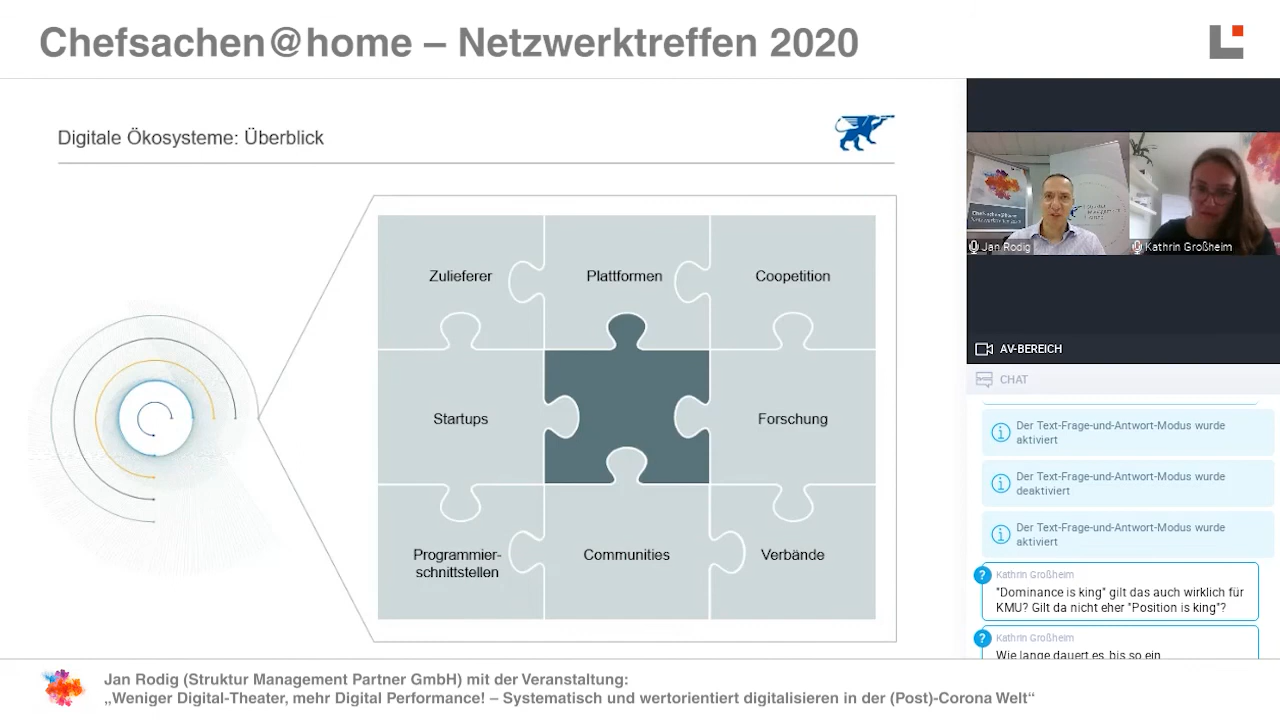 Chefsachen@home – Netzwerktreffen 2020
Digitale Ökosysteme: Überblick
Zulieferer
Plattformen
Coopetition
Startups
Forschung
Programmier-
schnittstellen
Communities
Verbände
Jan Rodig
Kathrin Großheim
AV-BEREICH
CHAT
Der Text-Frage-und-Antwort-Modus wurde
aktiviert
Der Text-Frage-und-Antwort-Modus wurde
deaktiviert
Der Text-Frage-und-Antwort-Modus wurde
aktiviert
Kathrin Großheim
"Dominance is king" gilt das auch wirklich für
KMU? Gilt da nicht eher "Position is king"?
Kathrin Großheim
Wie lange dauert es, bis so ein
Jan Rodig (Struktur Management Partner GmbH) mit der Veranstaltung:
„Weniger Digital-Theater, mehr Digital Performance! – Systematisch und wertorientiert digitalisieren in der (Post)-Corona Welt“